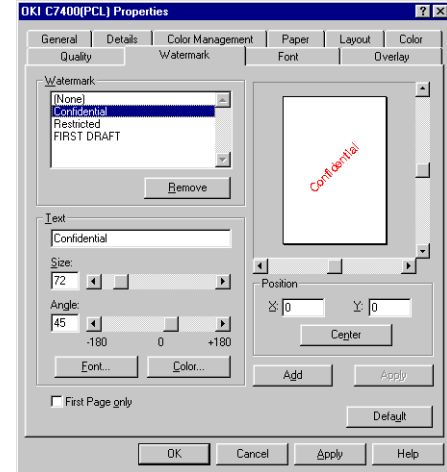 OKI C7400(PCL) Properties
General Details Color Management Paper Layout Color
Quality Watermark Font Overlay
Watermark
(None)
Confidential
Restricted
FIRST DRAFT
Remove
Confidential
Text
Confidential
Size:
72
Angle:
45
-180 0 +180
Font... Color...
Position
X: 0 Y: 0
Center
Add Apply
First Page only
Default
OK Cancel Apply Help